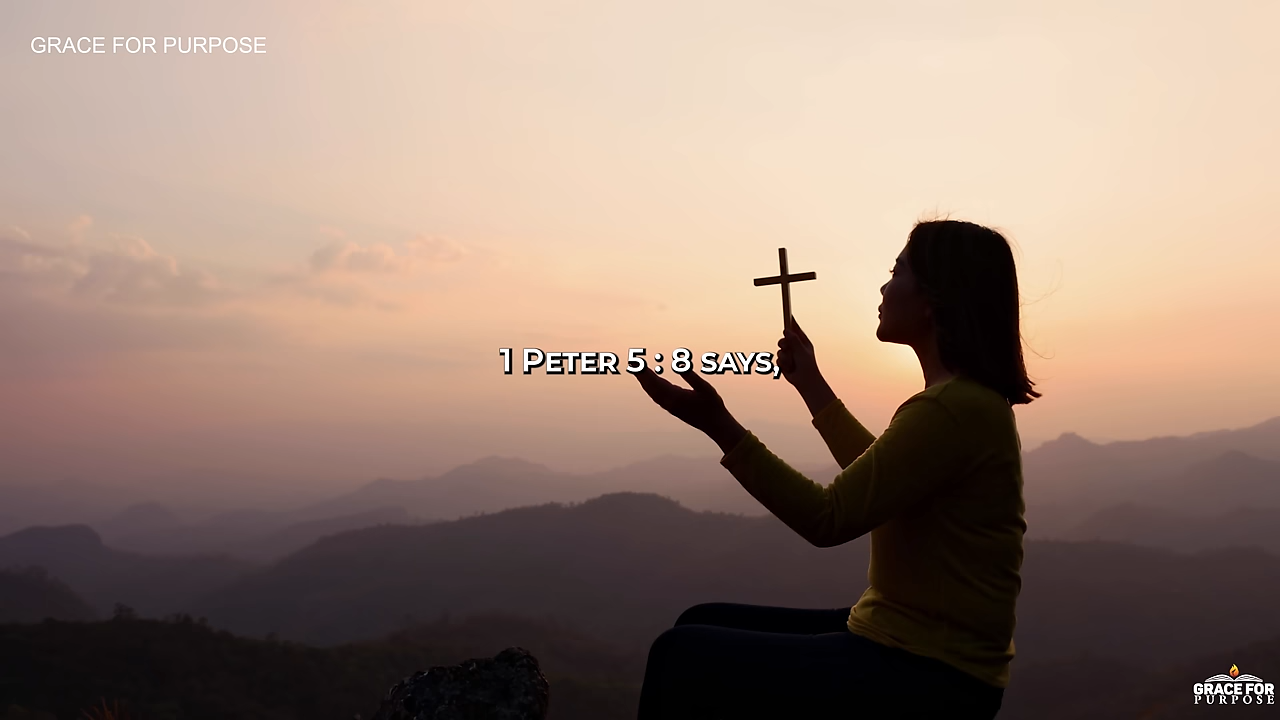 GRACE FOR PURPOSE
1 PETER 5 : 8 SAYS,
GRACE FOR
PURPOSE